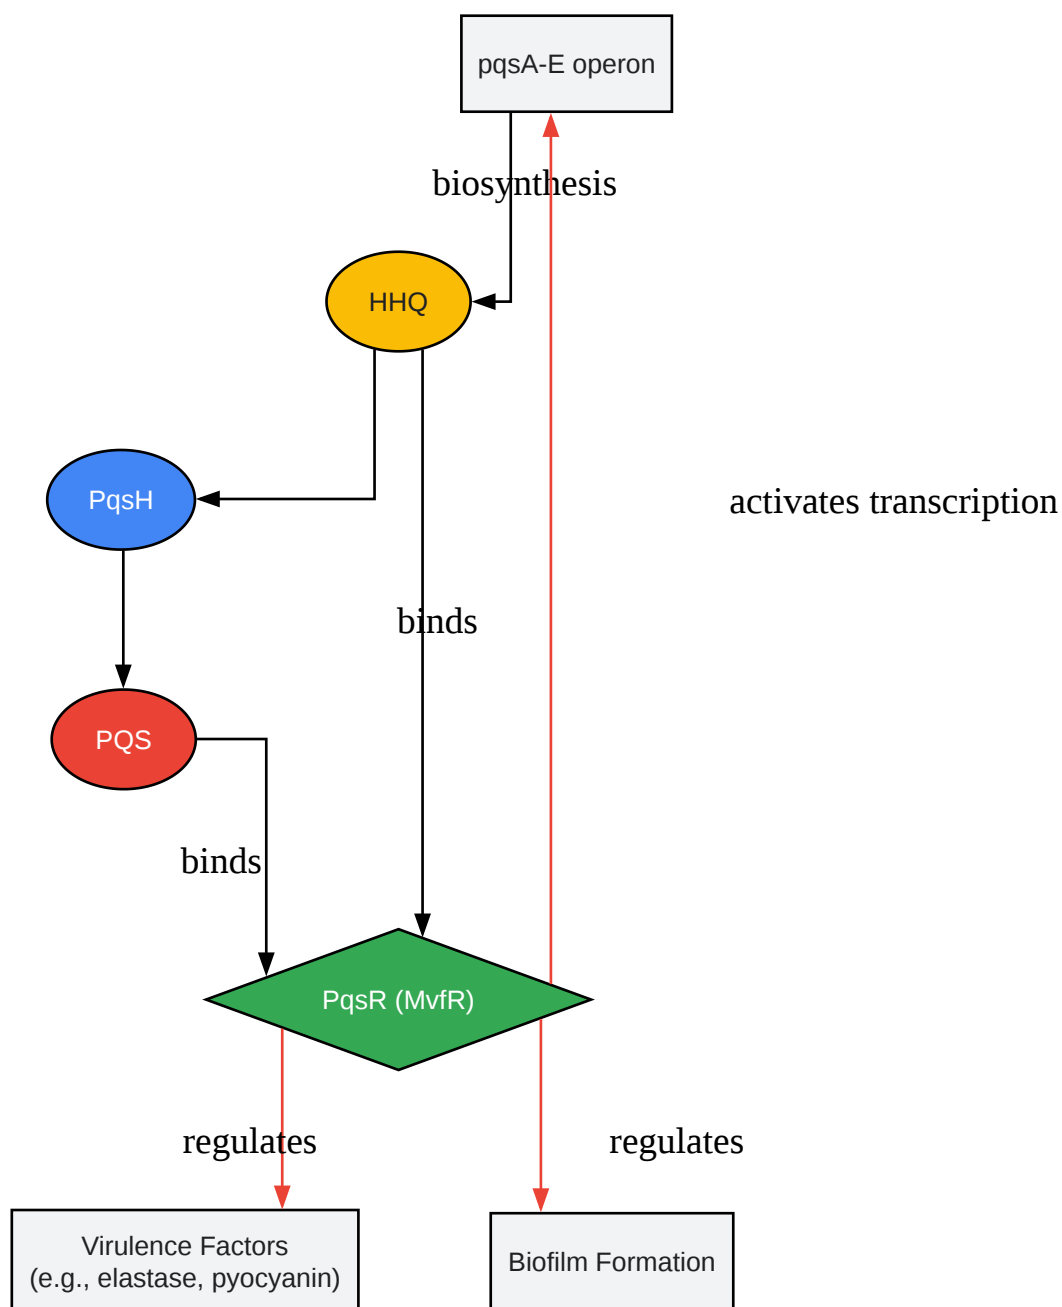 pqsA-E operon
biosynthesis
HHQ
PqsH
activates transcription
binds
PQS
binds
PqsR (MvfR)
regulates
regulates
Virulence Factors
(e.g., elastase, pyocyanin)
Biofilm Formation